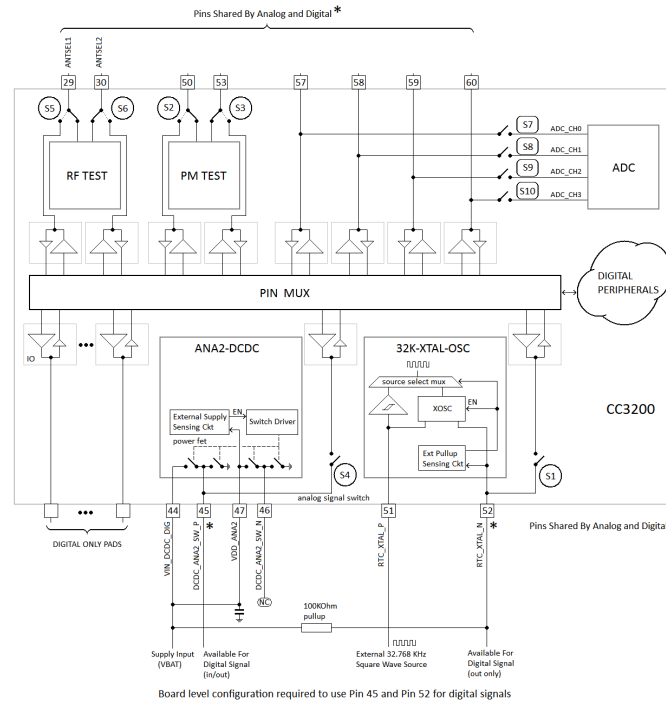 Pins Shared By Analog and Digital *
ANTSEL1
ANTSEL2
29
30
50
53
57
58
59
60
S5
S6
S2
S3
S7
ADC_CH0
S8
ADC_CH1
S9
ADC_CH2
S10
ADC_CH3
RF TEST
PM TEST
ADC
PIN MUX
DIGITAL
PERIPHERALS
IO
ANA2-DCDC
32K-XTAL-OSC
source select mux
External Supply
Sensing Ckt
EN
Switch Driver
XOSC
EN
power fet
Ext Pullup
Sensing Ckt
CC3200
S4
S1
analog signal switch
44
45
47
46
51
52
DIGITAL ONLY PADS
VIN_DCDC_DIG
DCDC_ANA2_SW_P
*
VDD_ANA2
DCDC_ANA2_SW_N
RTC_XTAL_P
RTC_XTAL_N
*
Pins Shared By Analog and Digital
NC
100KOhm
pullup
Supply Input
(VBAT)
Available For
Digital Signal
(in/out)
External 32.768 KHz
Square Wave Source
Available For
Digital Signal
(out only)
Board level configuration required to use Pin 45 and Pin 52 for digital signals